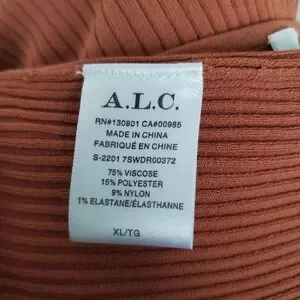 A.L.C.
RN#130801 CA#00985
MADE IN CHINA
FABRIQUÉ EN CHINE
S-2201 7SWDR00372
75% VISCOSE
15% POLYESTER
9% NYLON
1% ELASTANE/ÉLASTHANNE
XL/TG